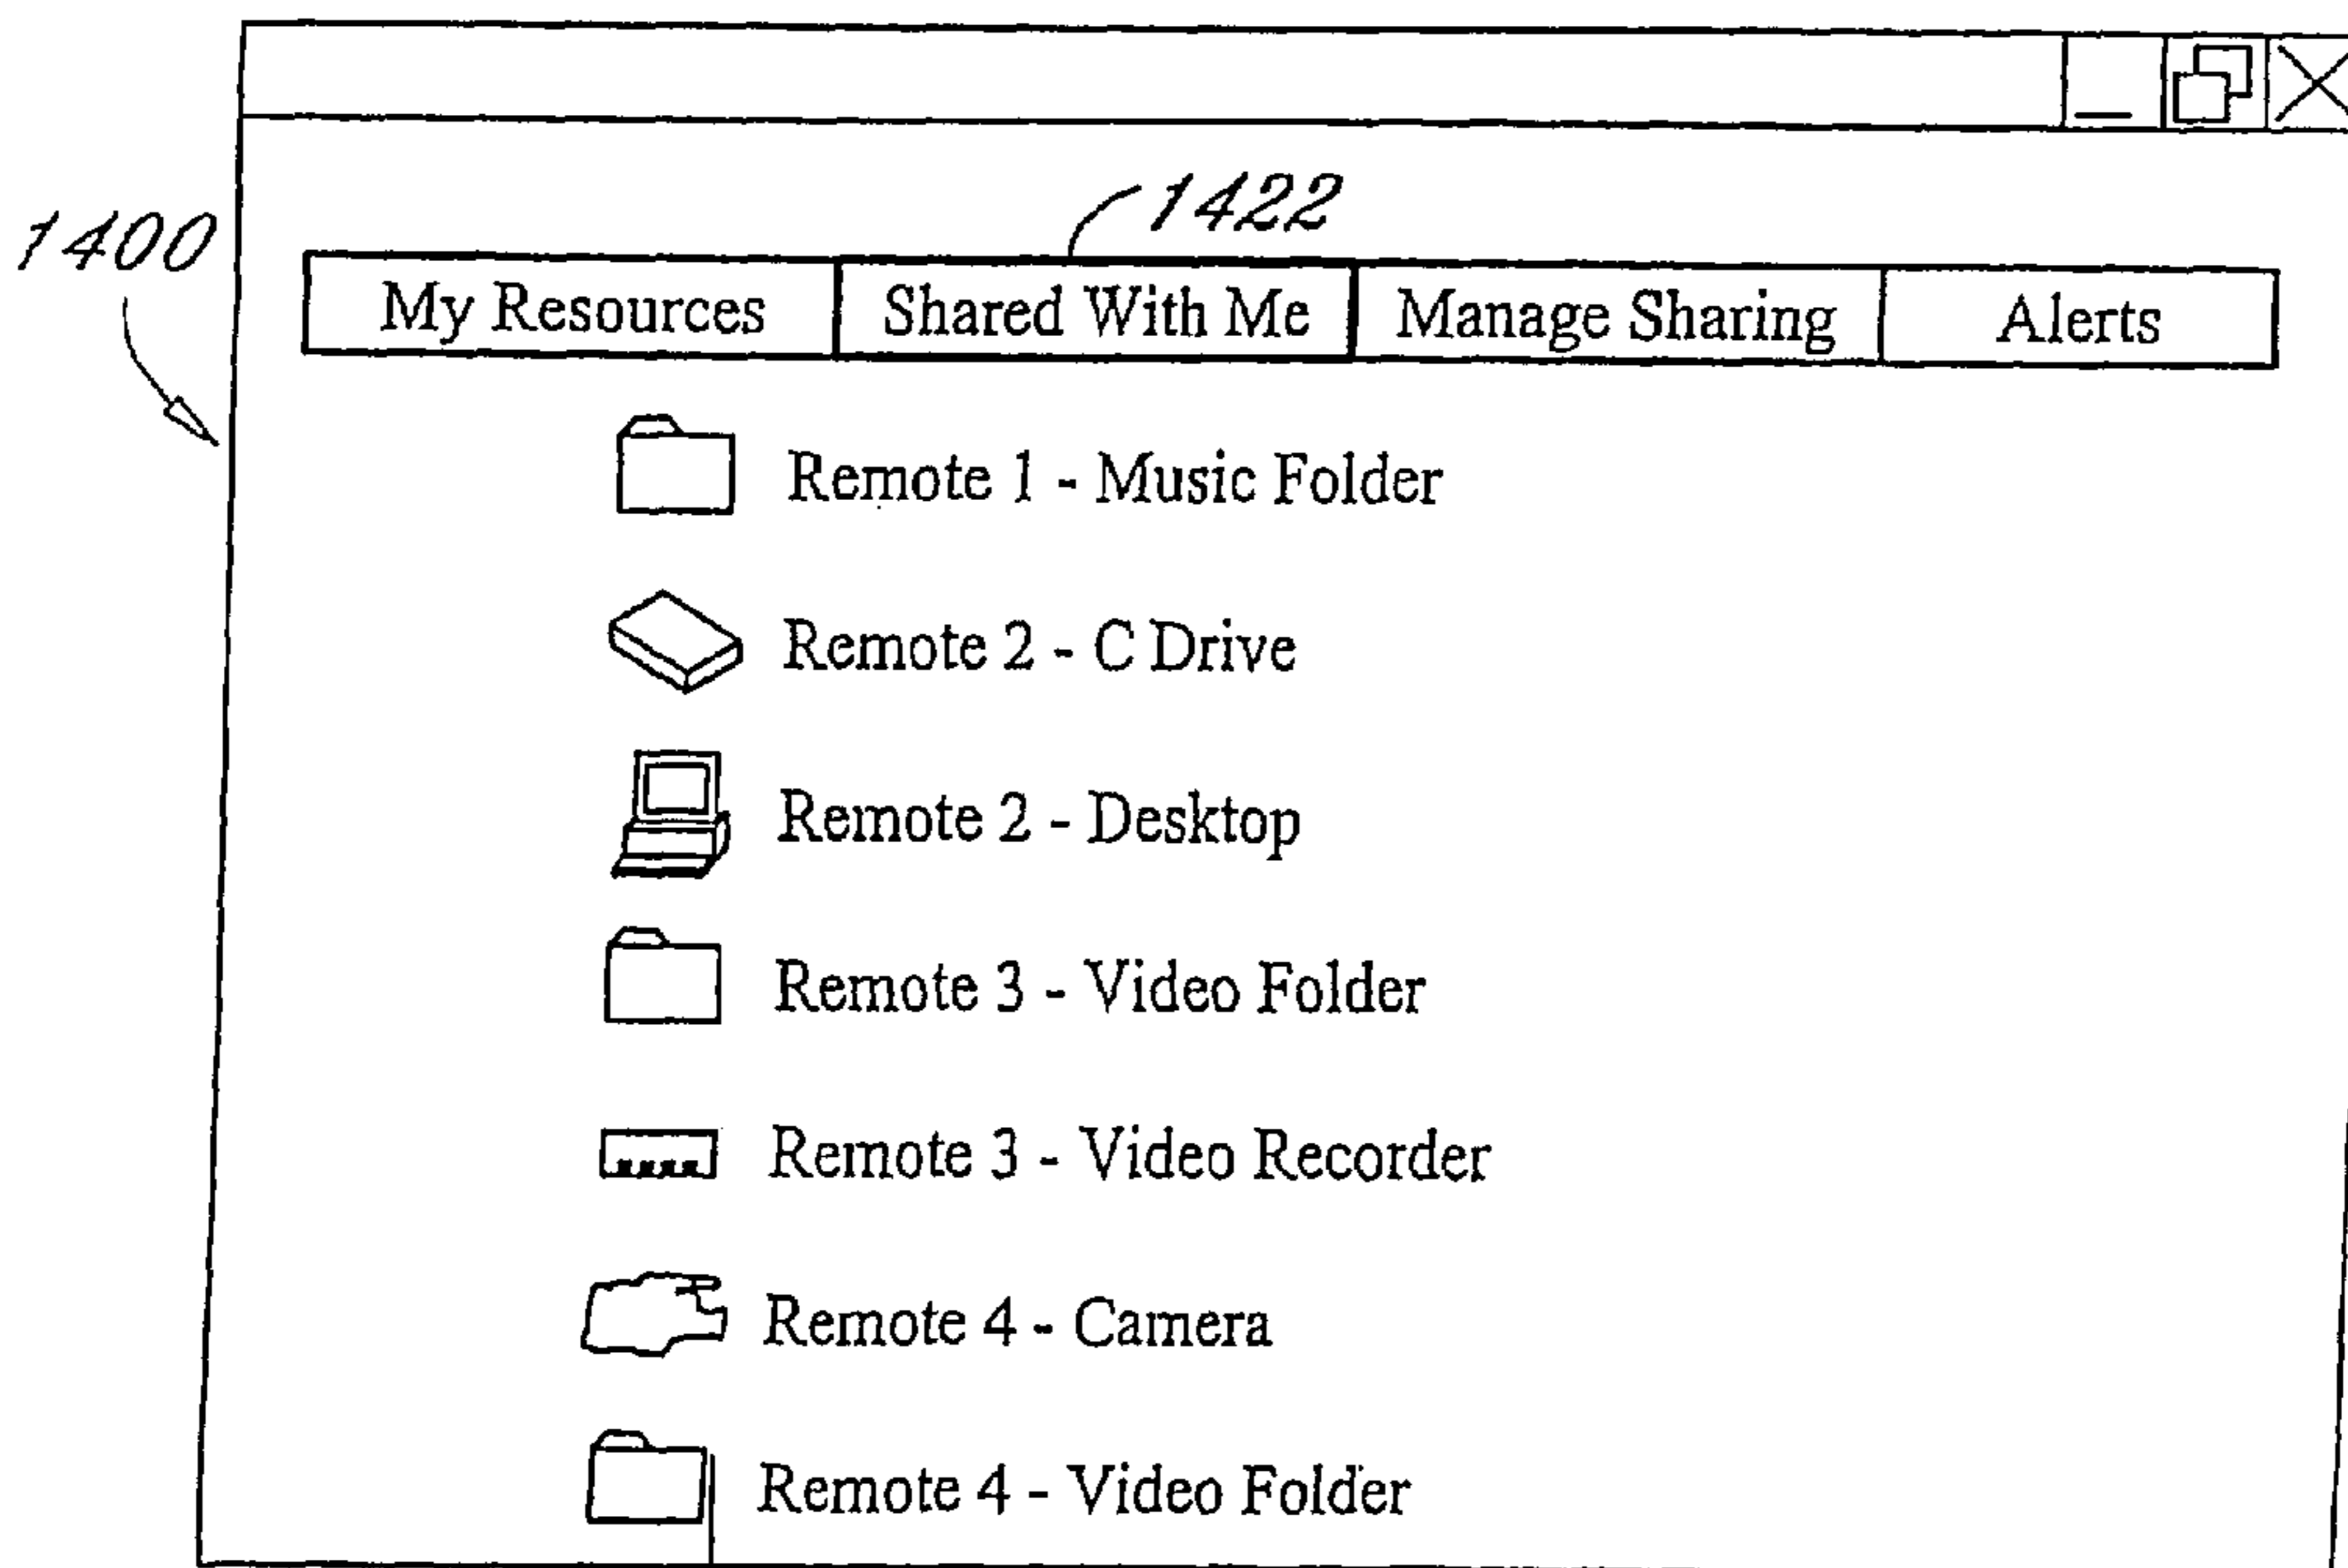 1422
1400
My Resources Shared With Me Manage Sharing Alerts
Remote 1 - Music Folder
Remote 2 - C Drive
Remote 2 - Desktop
Remote 3 - Video Folder
Remote 3 - Video Recorder
Remote 4 - Camera
Remote 4 - Video Folder